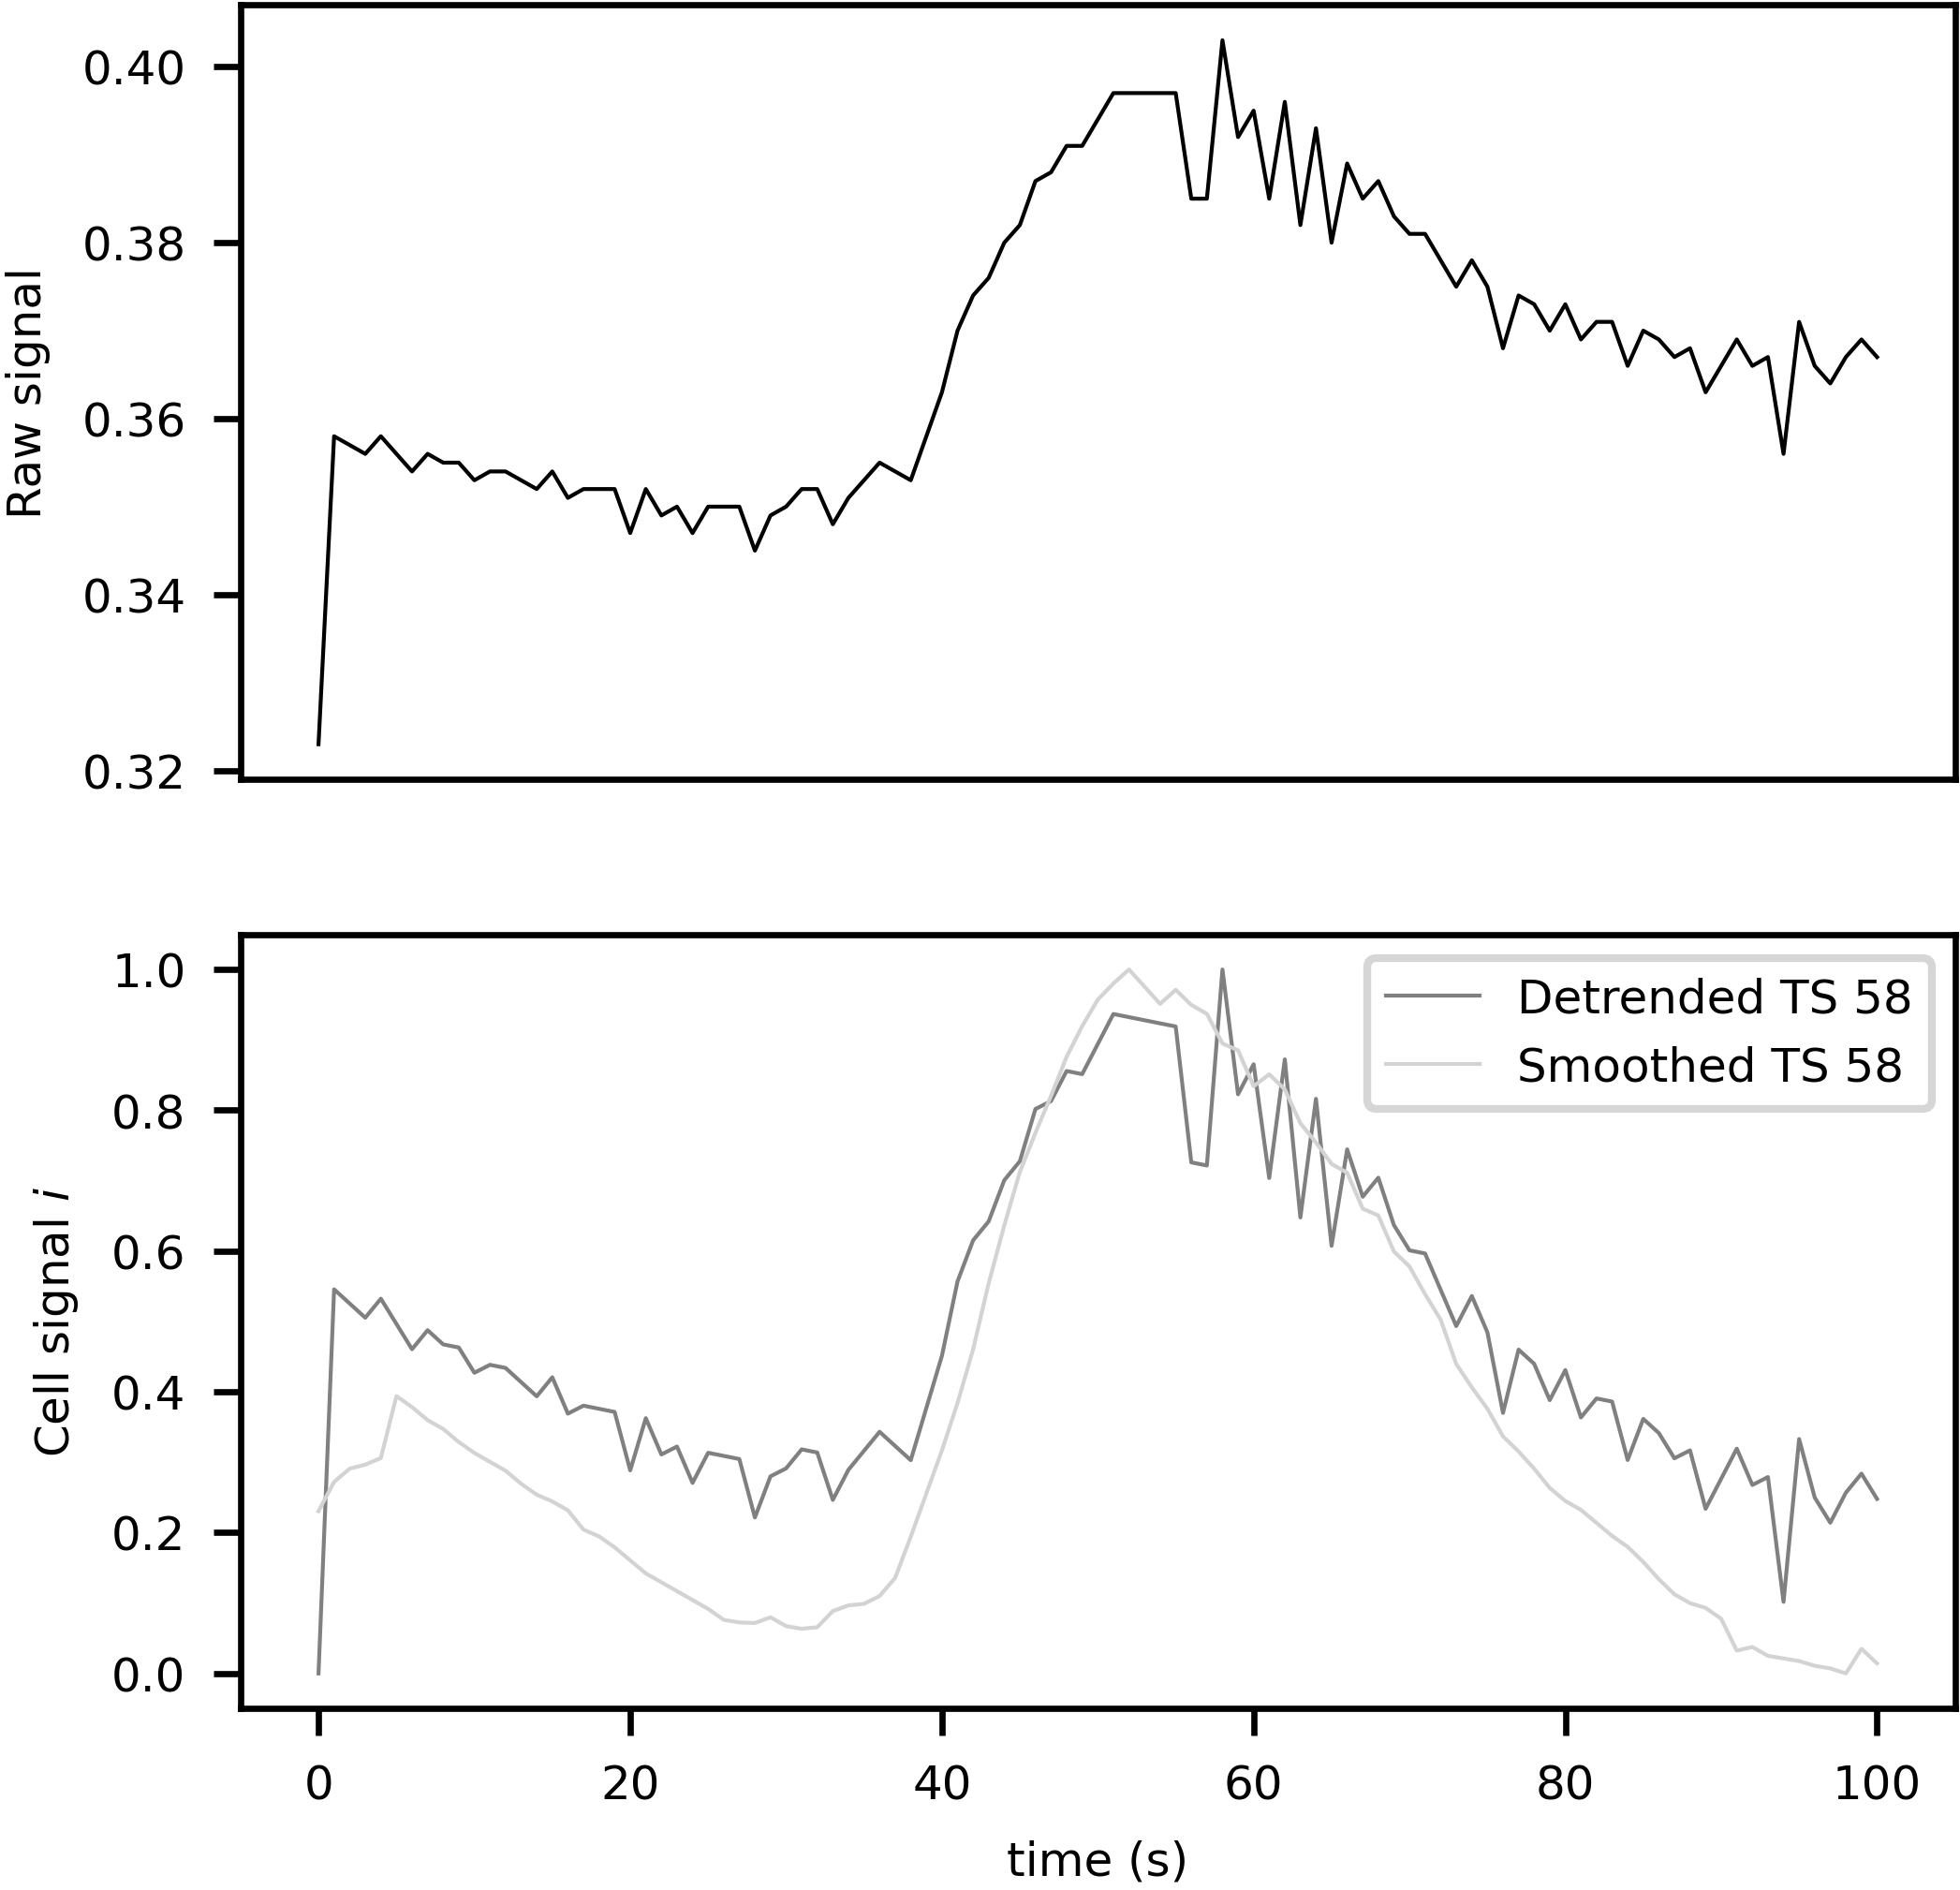 Raw signal
0.40
0.38
0.36
0.34
0.32
Cell signal i
1.0
0.8
0.6
0.4
0.2
0.0
Detrended TS 58
Smoothed TS 58
0 20 40 60 80 100
time (s)